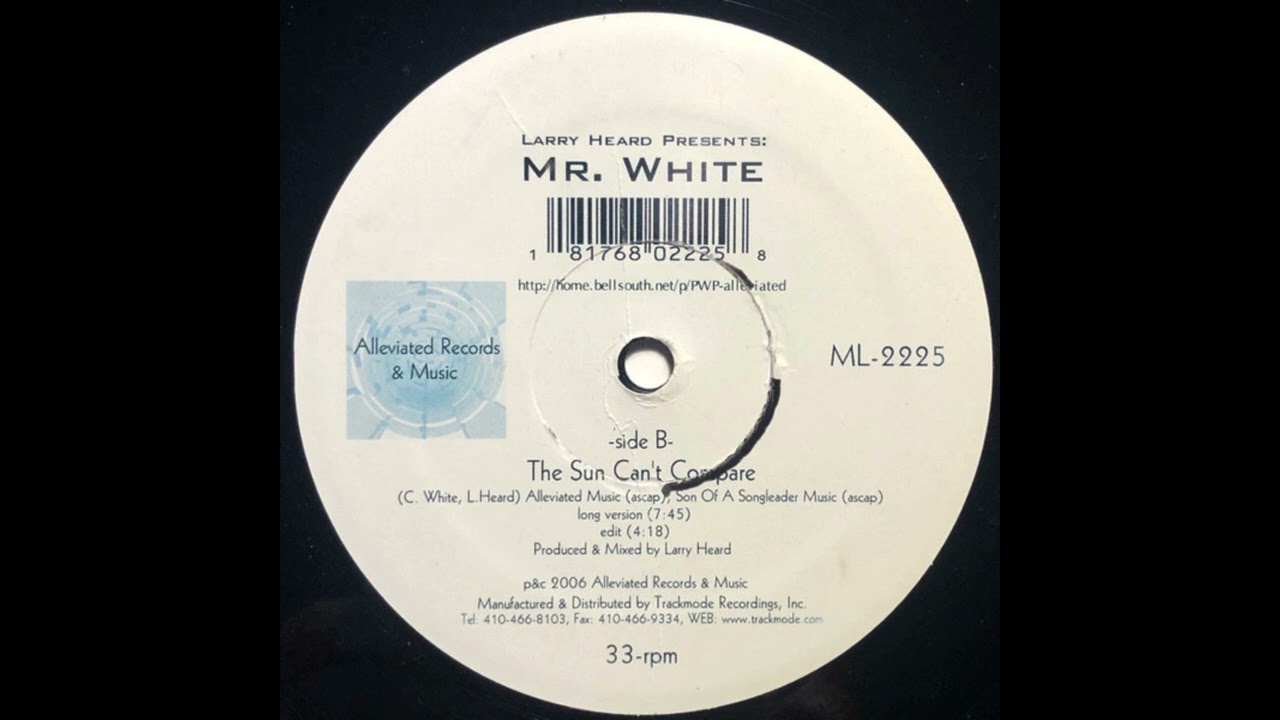 Larry Heard Presents:
Mr. White
1 81768 02225 8
http://home.bellsouth.net/p/PWP-alleviated
Alleviated Records
& Music
ML-2225
-side B-
The Sun Can't Compare
(C. White, L.Heard) Alleviated Music (ascap), Son Of A Songleader Music (ascap)
long version (7:45)
edit (4:18)
Produced & Mixed by Larry Heard
p&c 2006 Alleviated Records & Music
Manufactured & Distributed by Trackmode Recordings, Inc.
Tel: 410-466-8103, Fax: 410-466-9334, WEB: www.trackmode.com
33-rpm